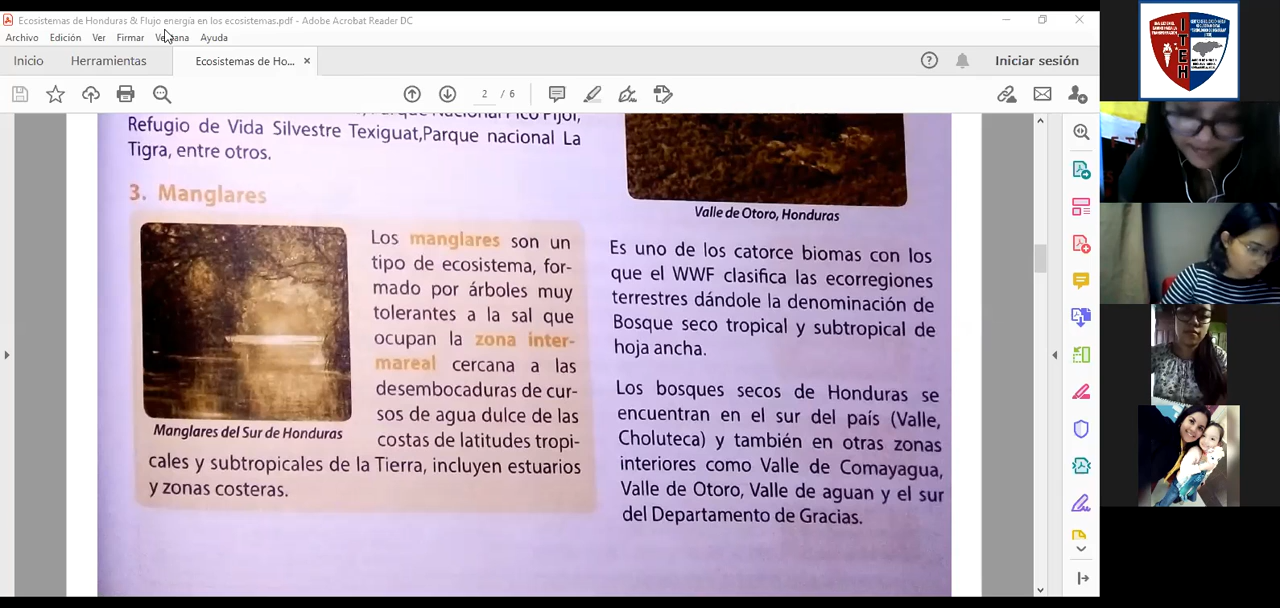 Ecosistemas de Honduras & Flujo energía en los ecosistemas.pdf - Adobe Acrobat Reader DC
Archivo Edición Ver Firmar Ayuda
Inicio Herramientas Ecosistemas de Ho... ×
Iniciar sesión
2 / 6
Refugio de Vida Silvestre Texiguat,Parque nacional La
Tigra, entre otros.
3. Manglares
Los manglares son un
tipo de ecosistema, for-
mado por árboles muy
tolerantes a la sal que
ocupan la zona inter-
mareal cercana a las
desembocaduras de cur-
sos de agua dulce de las
costas de latitudes tropi-
cales y subtropicales de la Tierra, incluyen estuarios
y zonas costeras.
Manglares del Sur de Honduras
Valle de Otoro, Honduras
Es uno de los catorce biomas con los
que el WWF clasifica las ecorregiones
terrestres dándole la denominación de
Bosque seco tropical y subtropical de
hoja ancha.
Los bosques secos de Honduras se
encuentran en el sur del país (Valle,
Choluteca) y también en otras zonas
interiores como Valle de Comayagua,
Valle de Otoro, Valle de aguan y el sur
del Departamento de Gracias.
ITEH